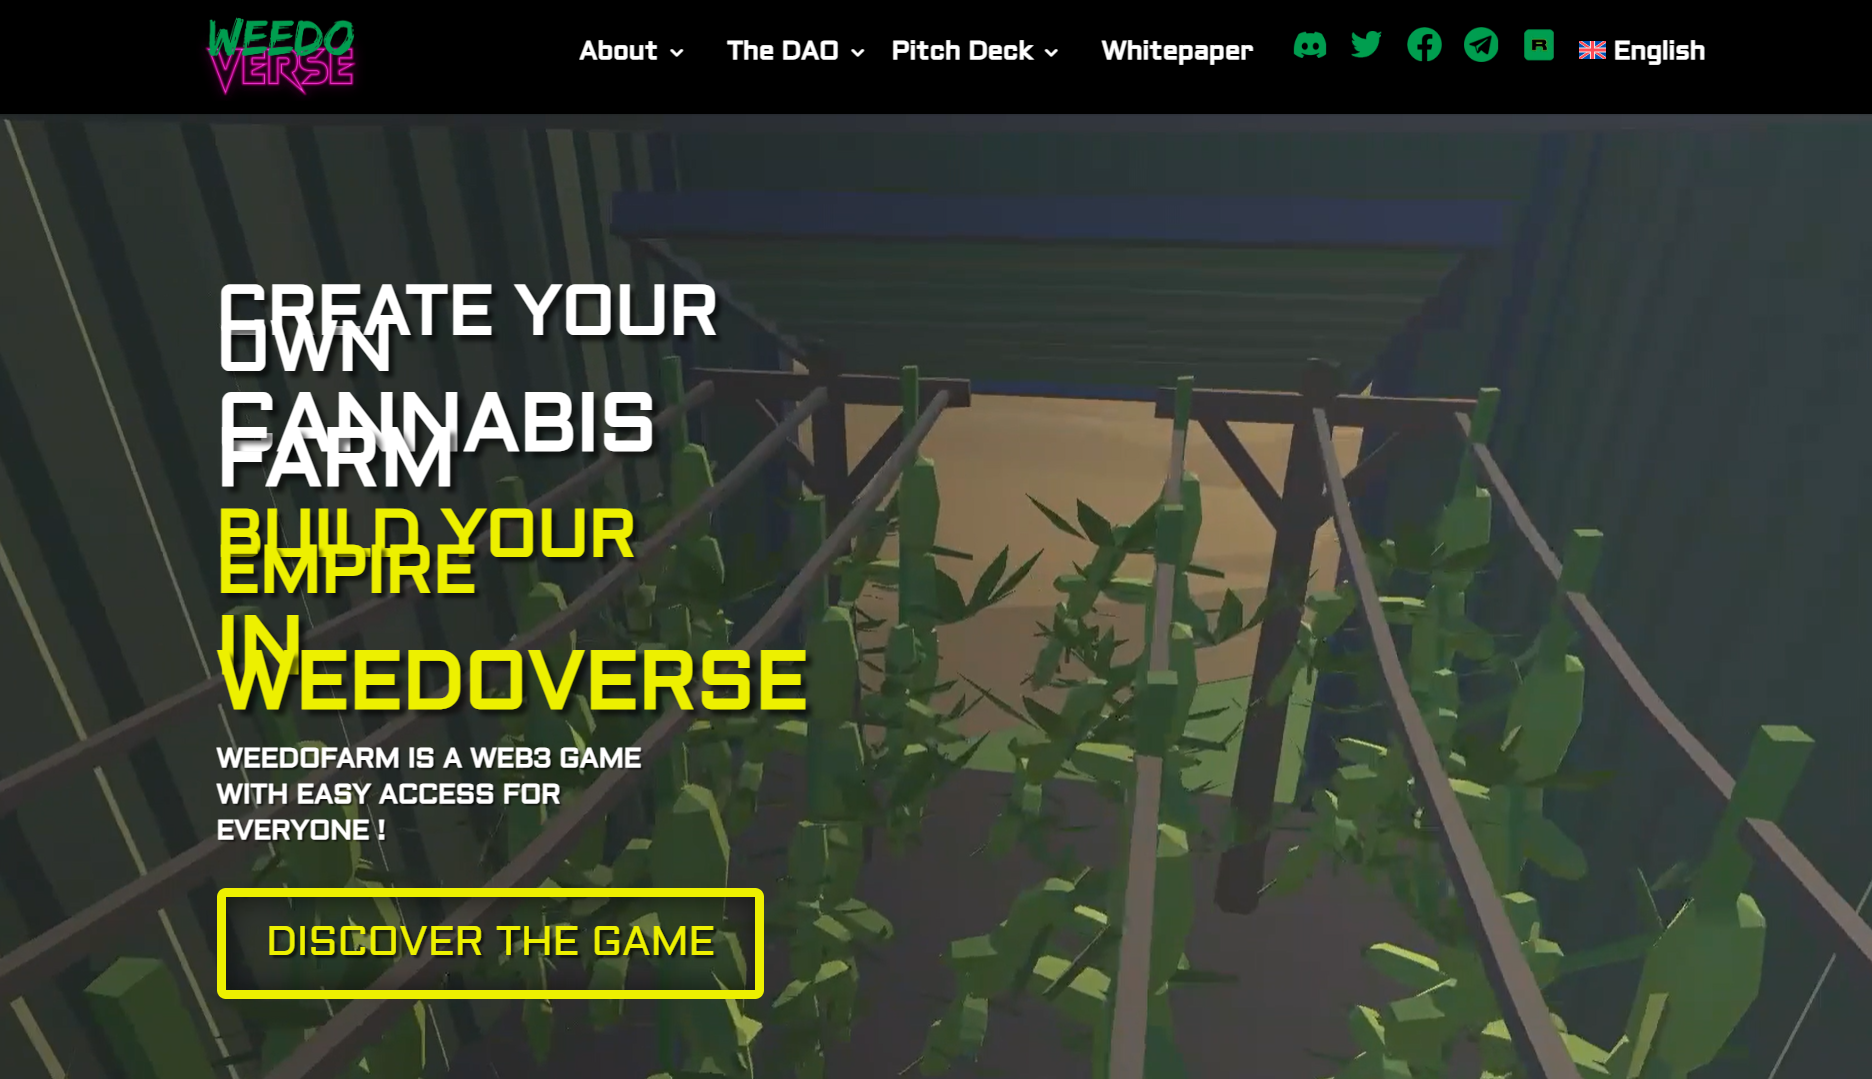 WEEDO
VERSE
About
The DAO
Pitch Deck
Whitepaper
R
English
CREATE YOUR
OWN
CANNABIS
FARM
BUILD YOUR
EMPIRE
IN
WEEDOVERSE
WEEDOFARM IS A WEB3 GAME
WITH EASY ACCESS FOR
EVERYONE !
DISCOVER THE GAME